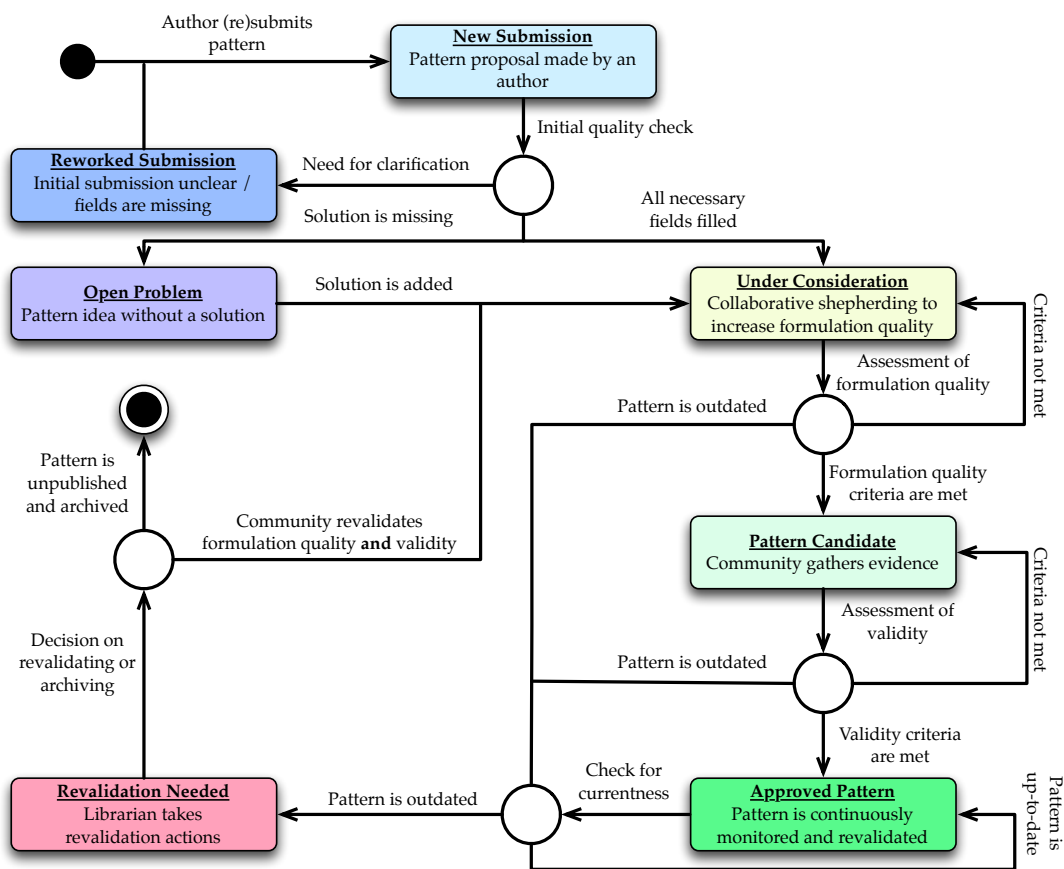 Author (re)submits
pattern
New Submission
Pattern proposal made by an
author
Initial quality check
Reworked Submission
Initial submission unclear /
fields are missing
Need for clarification
Solution is missing
All necessary
fields filled
Open Problem
Pattern idea without a solution
Solution is added
Under Consideration
Collaborative shepherding to
increase formulation quality
Criteria not met
Assessment of
formulation quality
Pattern is outdated
Pattern is
unpublished
and archived
Formulation quality
criteria are met
Community revalidates
formulation quality and validity
Pattern Candidate
Community gathers evidence
Criteria not met
Assessment of
validity
Decision on
revalidating or
archiving
Pattern is outdated
Validity criteria
are met
Revalidation Needed
Librarian takes
revalidation actions
Pattern is outdated
Check for
currentness
Approved Pattern
Pattern is continuously
monitored and revalidated
Pattern is
up-to-date